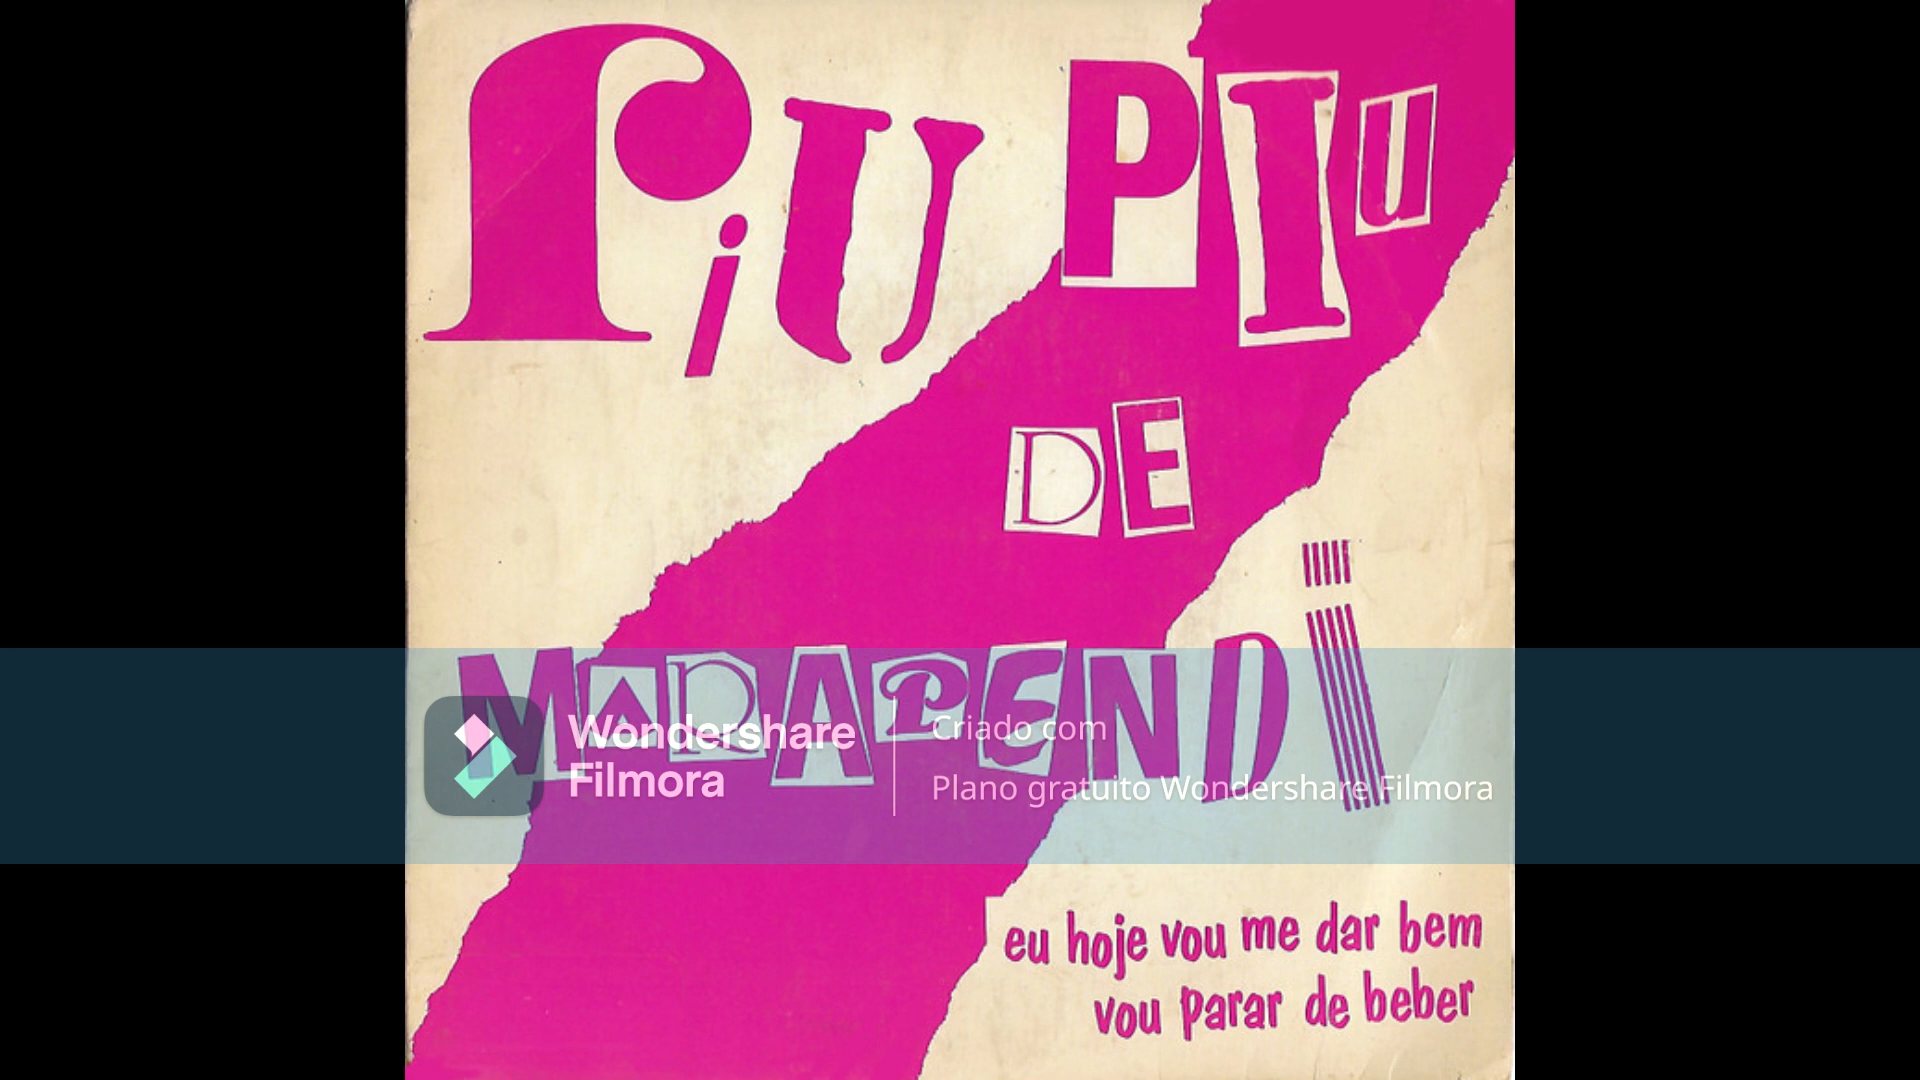 PiU PIU
DE
MARAPENDi
Wondershare
Filmora
Criado com
Plano gratuito Wondershare Filmora
eu hoje vou me dar bem
vou parar de beber